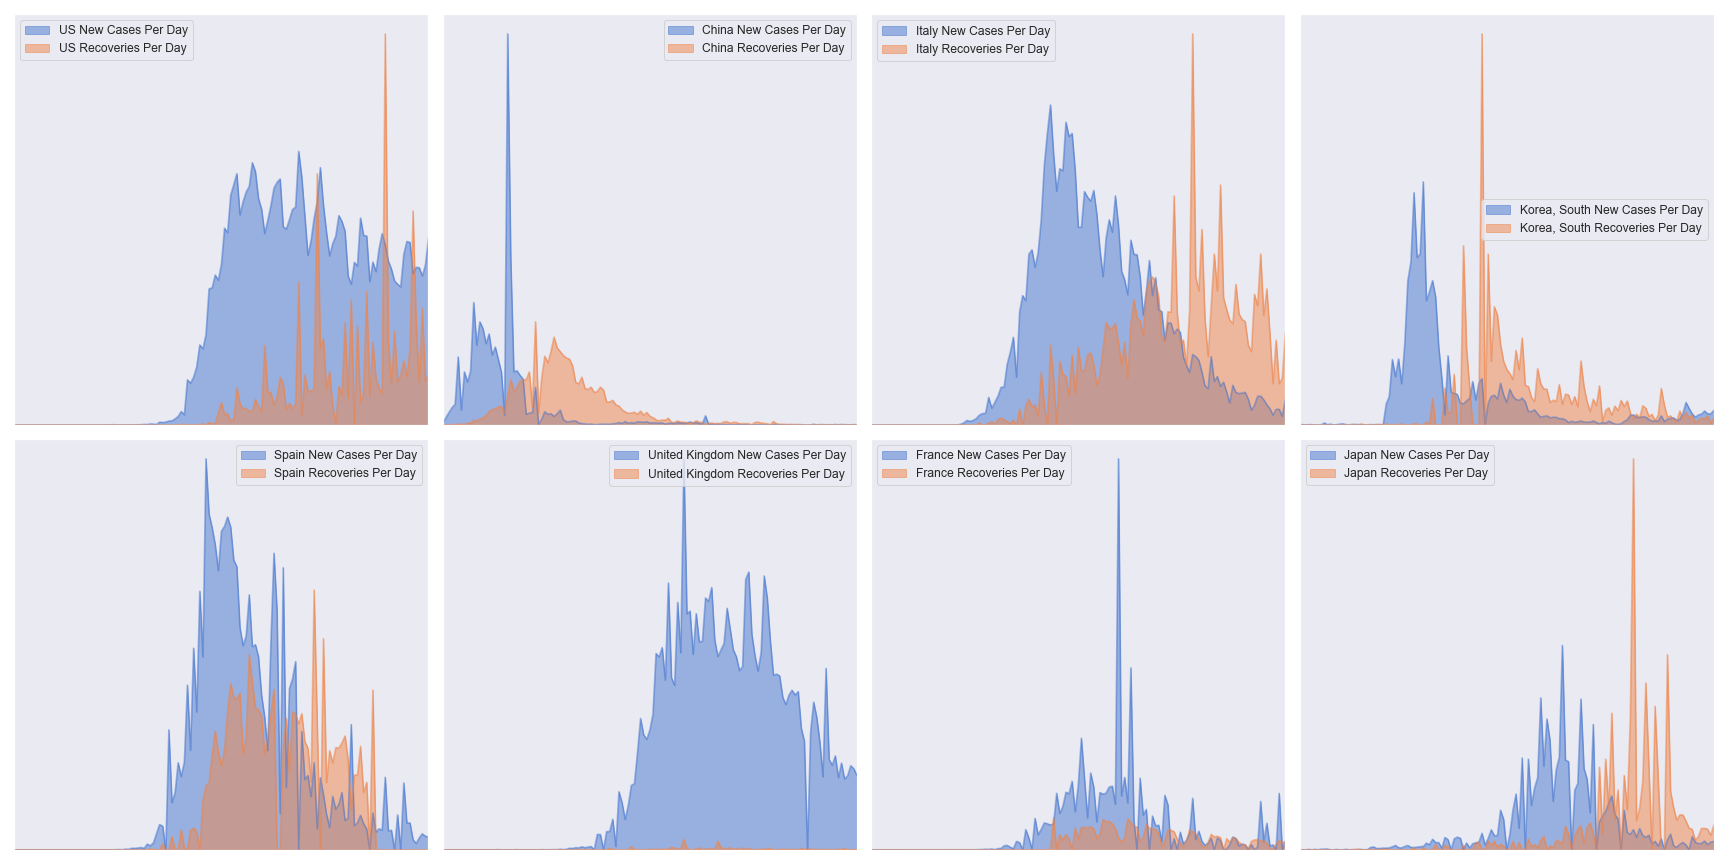 US New Cases Per Day
US Recoveries Per Day
China New Cases Per Day
China Recoveries Per Day
Italy New Cases Per Day
Italy Recoveries Per Day
Korea, South New Cases Per Day
Korea, South Recoveries Per Day
Spain New Cases Per Day
Spain Recoveries Per Day
United Kingdom New Cases Per Day
United Kingdom Recoveries Per Day
France New Cases Per Day
France Recoveries Per Day
Japan New Cases Per Day
Japan Recoveries Per Day